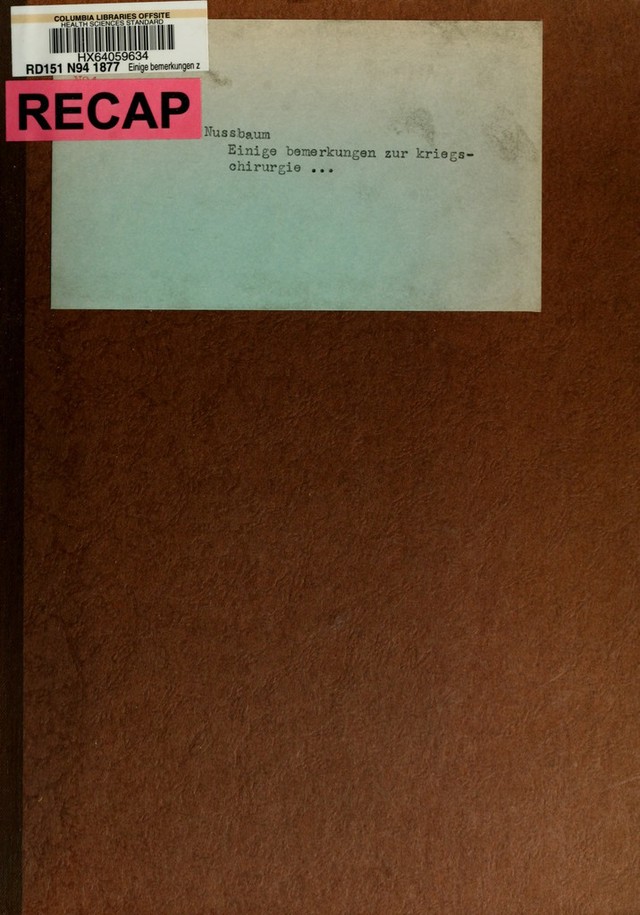 COLUMBIA LIBRARIES OFFSITE
HEALTH SCIENCES STANDARD
HX64059634
RD151 N94 1877 Einige bemerkungen z
RECAP
Nussbaum
Einige bemerkungen zur kriegs-
chirurgie ...